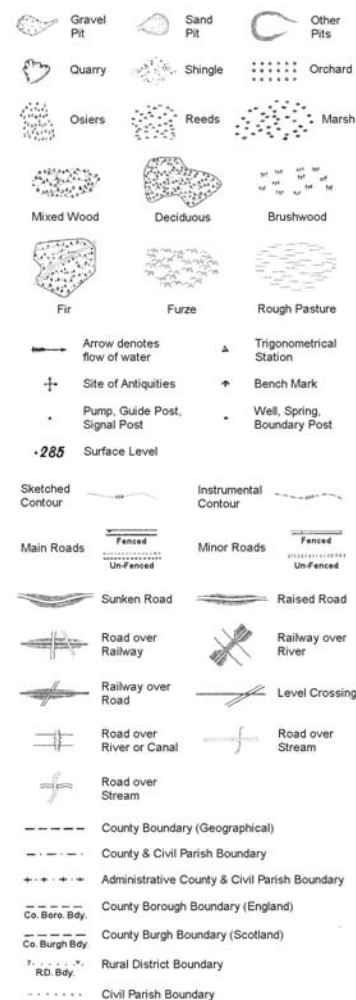 Gravel Pit
Sand Pit
Other Pits
Quarry
Shingle
Orchard
Osiers
Reeds
Marsh
Mixed Wood
Deciduous
Brushwood
Fir
Furze
Rough Pasture
Arrow denotes flow of water
Trigonometrical Station
Site of Antiquities
Bench Mark
Pump, Guide Post, Signal Post
Well, Spring, Boundary Post
·285
Surface Level
Sketched Contour
Instrumental Contour
Main Roads
Fenced
Un-Fenced
Minor Roads
Fenced
Un-Fenced
Sunken Road
Raised Road
Road over Railway
Railway over River
Railway over Road
Level Crossing
Road over River or Canal
Road over Stream
Road over Stream
County Boundary (Geographical)
County & Civil Parish Boundary
Administrative County & Civil Parish Boundary
County Borough Boundary (England)
Co. Boro. Bdy.
County Burgh Boundary (Scotland)
Co. Burgh Bdy.
Rural District Boundary
R.D. Bdy.
Civil Parish Boundary